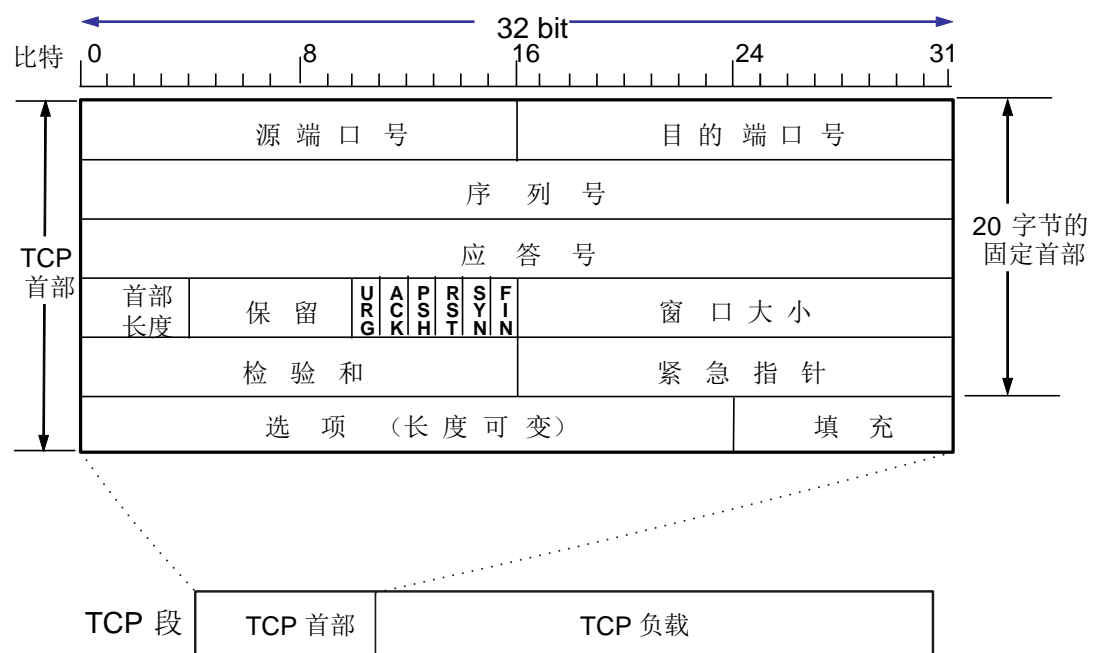 32 bit
比特 0 8 16 24 31
源端口号 目的端口号
序列号
应答号
TCP
首部
20 字节的
固定首部
首部
长度
保留
URG ACK PSH RST SYN FIN
窗口大小
检验和 紧急指针
选项 （长度可变） 填充
TCP 段 TCP 首部 TCP 负载